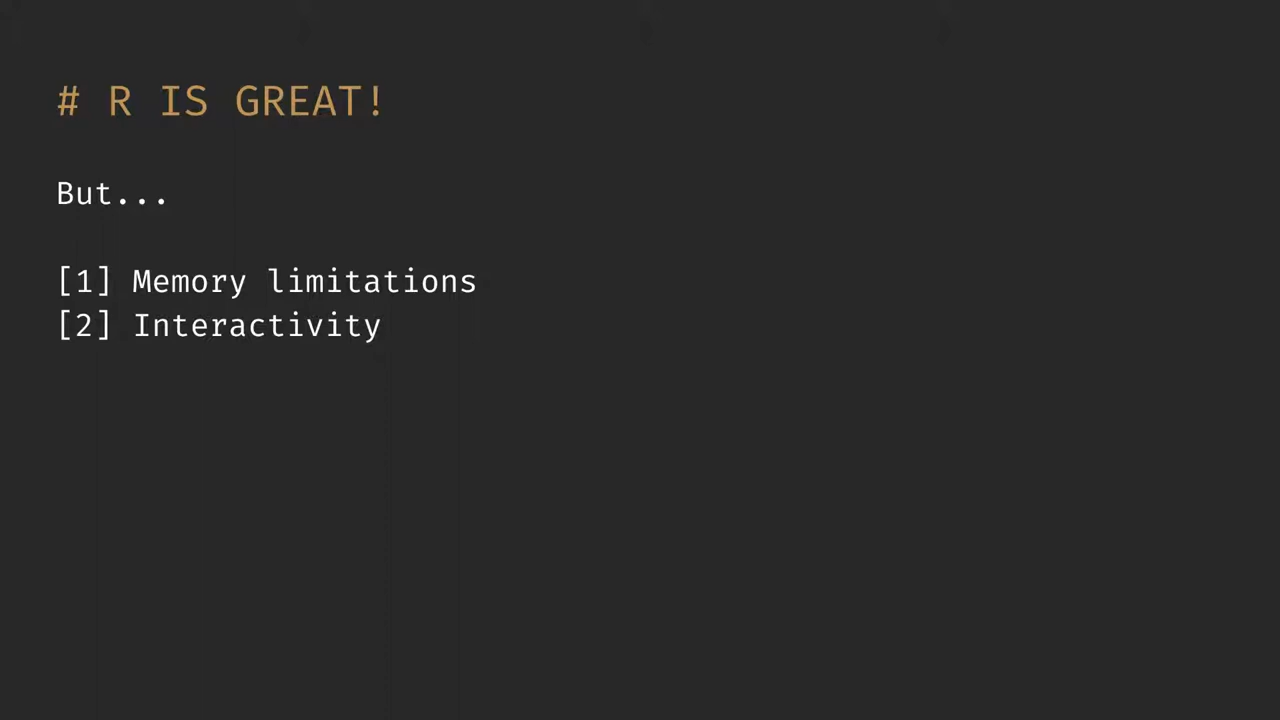 # R IS GREAT!
But...
[1] Memory limitations
[2] Interactivity